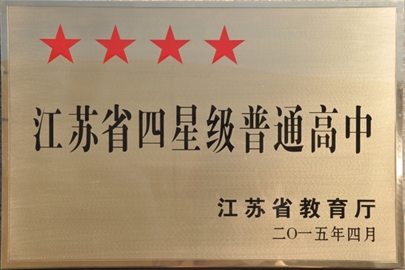 江苏省四星级普通高中
江苏省教育厅
二〇一五年四月